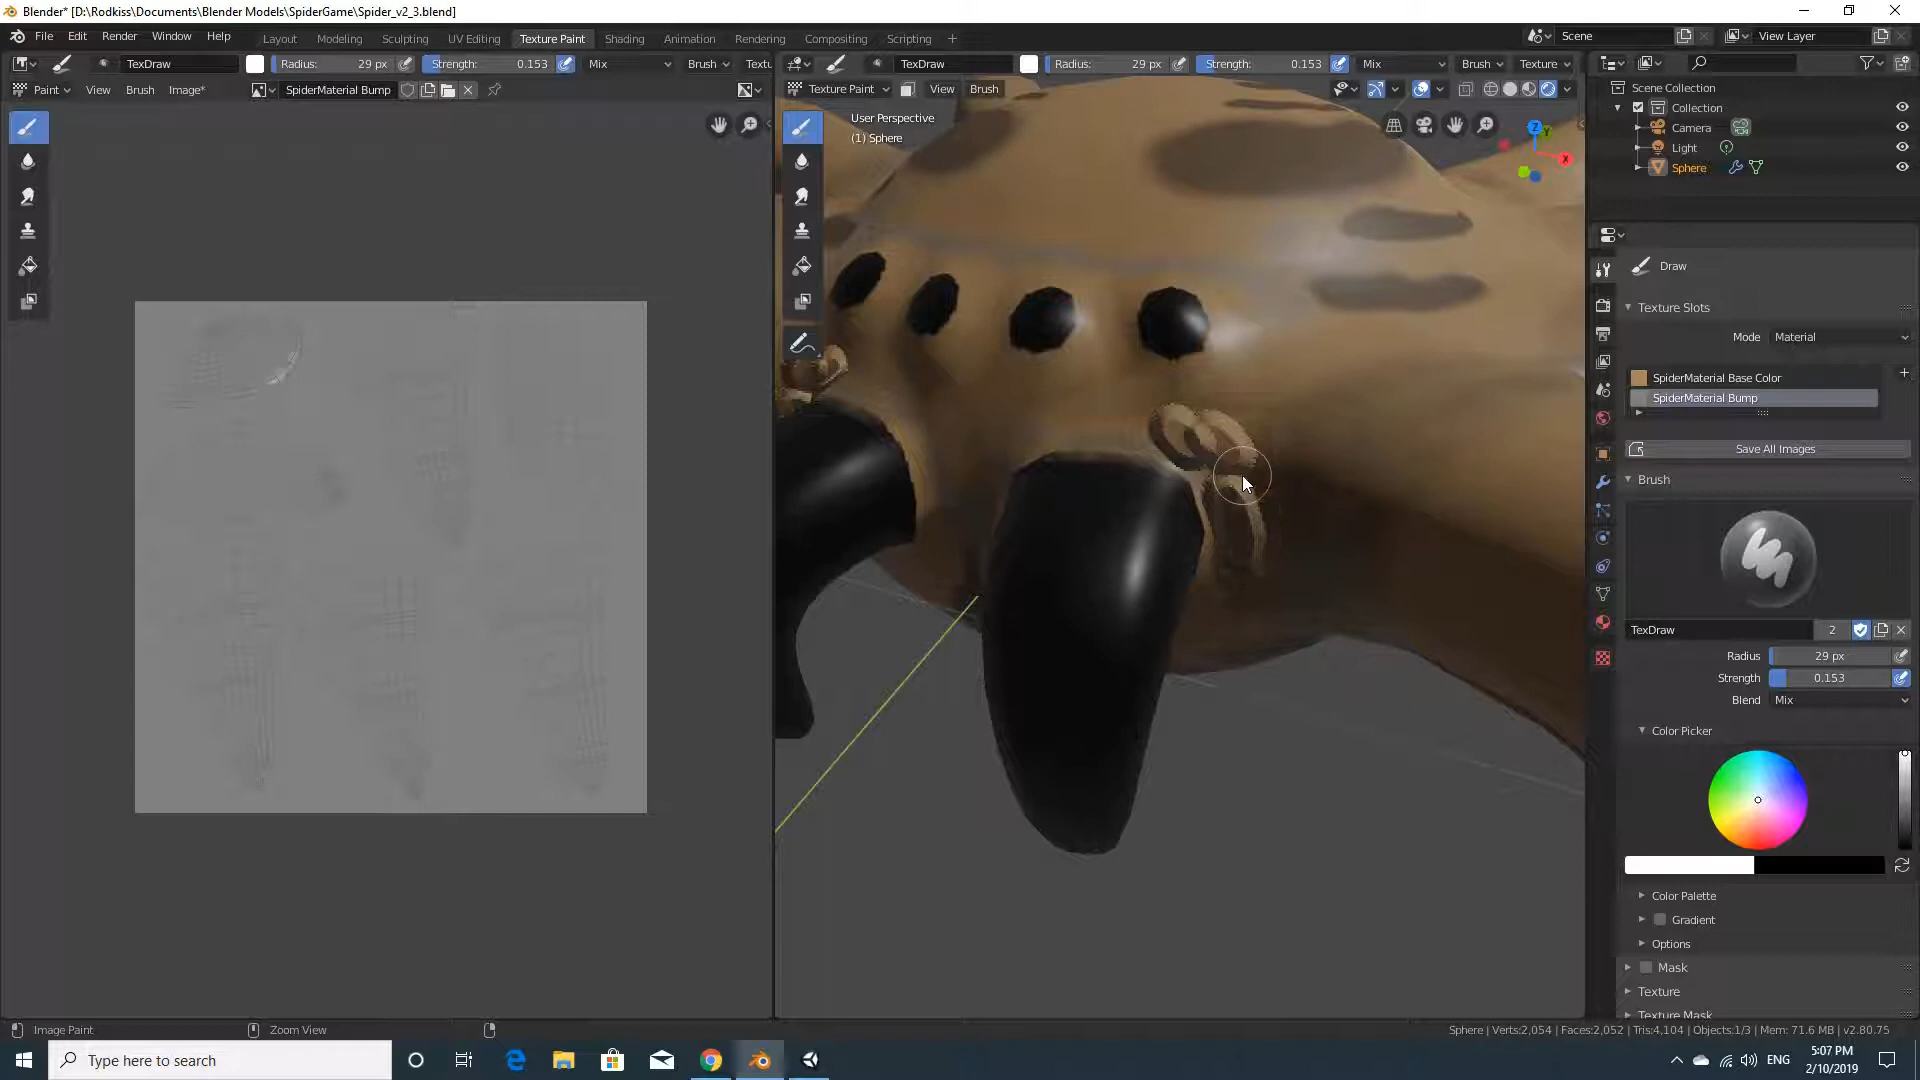 Blender* [D:\Rodkiss\Documents\Blender Models\SpiderGame\Spider_v2_3.blend]
File Edit Render Window Help Layout Modeling Sculpting UV Editing Texture Paint Shading Animation Rendering Compositing Scripting + Scene View Layer
TexDraw Radius: 29 px Strength: 0.153 Mix Brush Textu TexDraw Radius: 29 px Strength: 0.153 Mix Brush Texture
Paint View Brush Image* SpiderMaterial Bump Texture Paint View Brush
User Perspective
(1) Sphere
Z
Y
X
Scene Collection
Collection
Camera
Light
Sphere
Draw
Texture Slots
Mode Material
SpiderMaterial Base Color
SpiderMaterial Bump
Save All Images
Brush
TexDraw 2
Radius 29 px
Strength 0.153
Blend Mix
Color Picker
Color Palette
Gradient
Options
Mask
Texture
Texture Mask
Image Paint Zoom View Sphere | Verts:2,054 | Faces:2,052 | Tris:4,104 | Objects:1/3 | Mem: 71.6 MB | v2.80.75
Type here to search
ENG
5:07 PM
2/10/2019